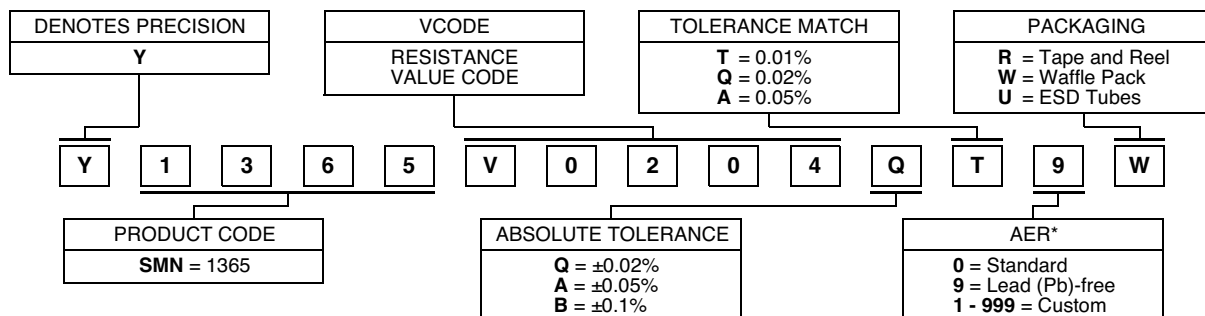 DENOTES PRECISION
Y
VCODE
RESISTANCE
VALUE CODE
TOLERANCE MATCH
T = 0.01%
Q = 0.02%
A = 0.05%
PACKAGING
R = Tape and Reel
W = Waffle Pack
U = ESD Tubes
Y 1 3 6 5 V 0 2 0 4 Q T 9 W
PRODUCT CODE
SMN = 1365
ABSOLUTE TOLERANCE
Q = ±0.02%
A = ±0.05%
B = ±0.1%
AER*
0 = Standard
9 = Lead (Pb)-free
1 - 999 = Custom